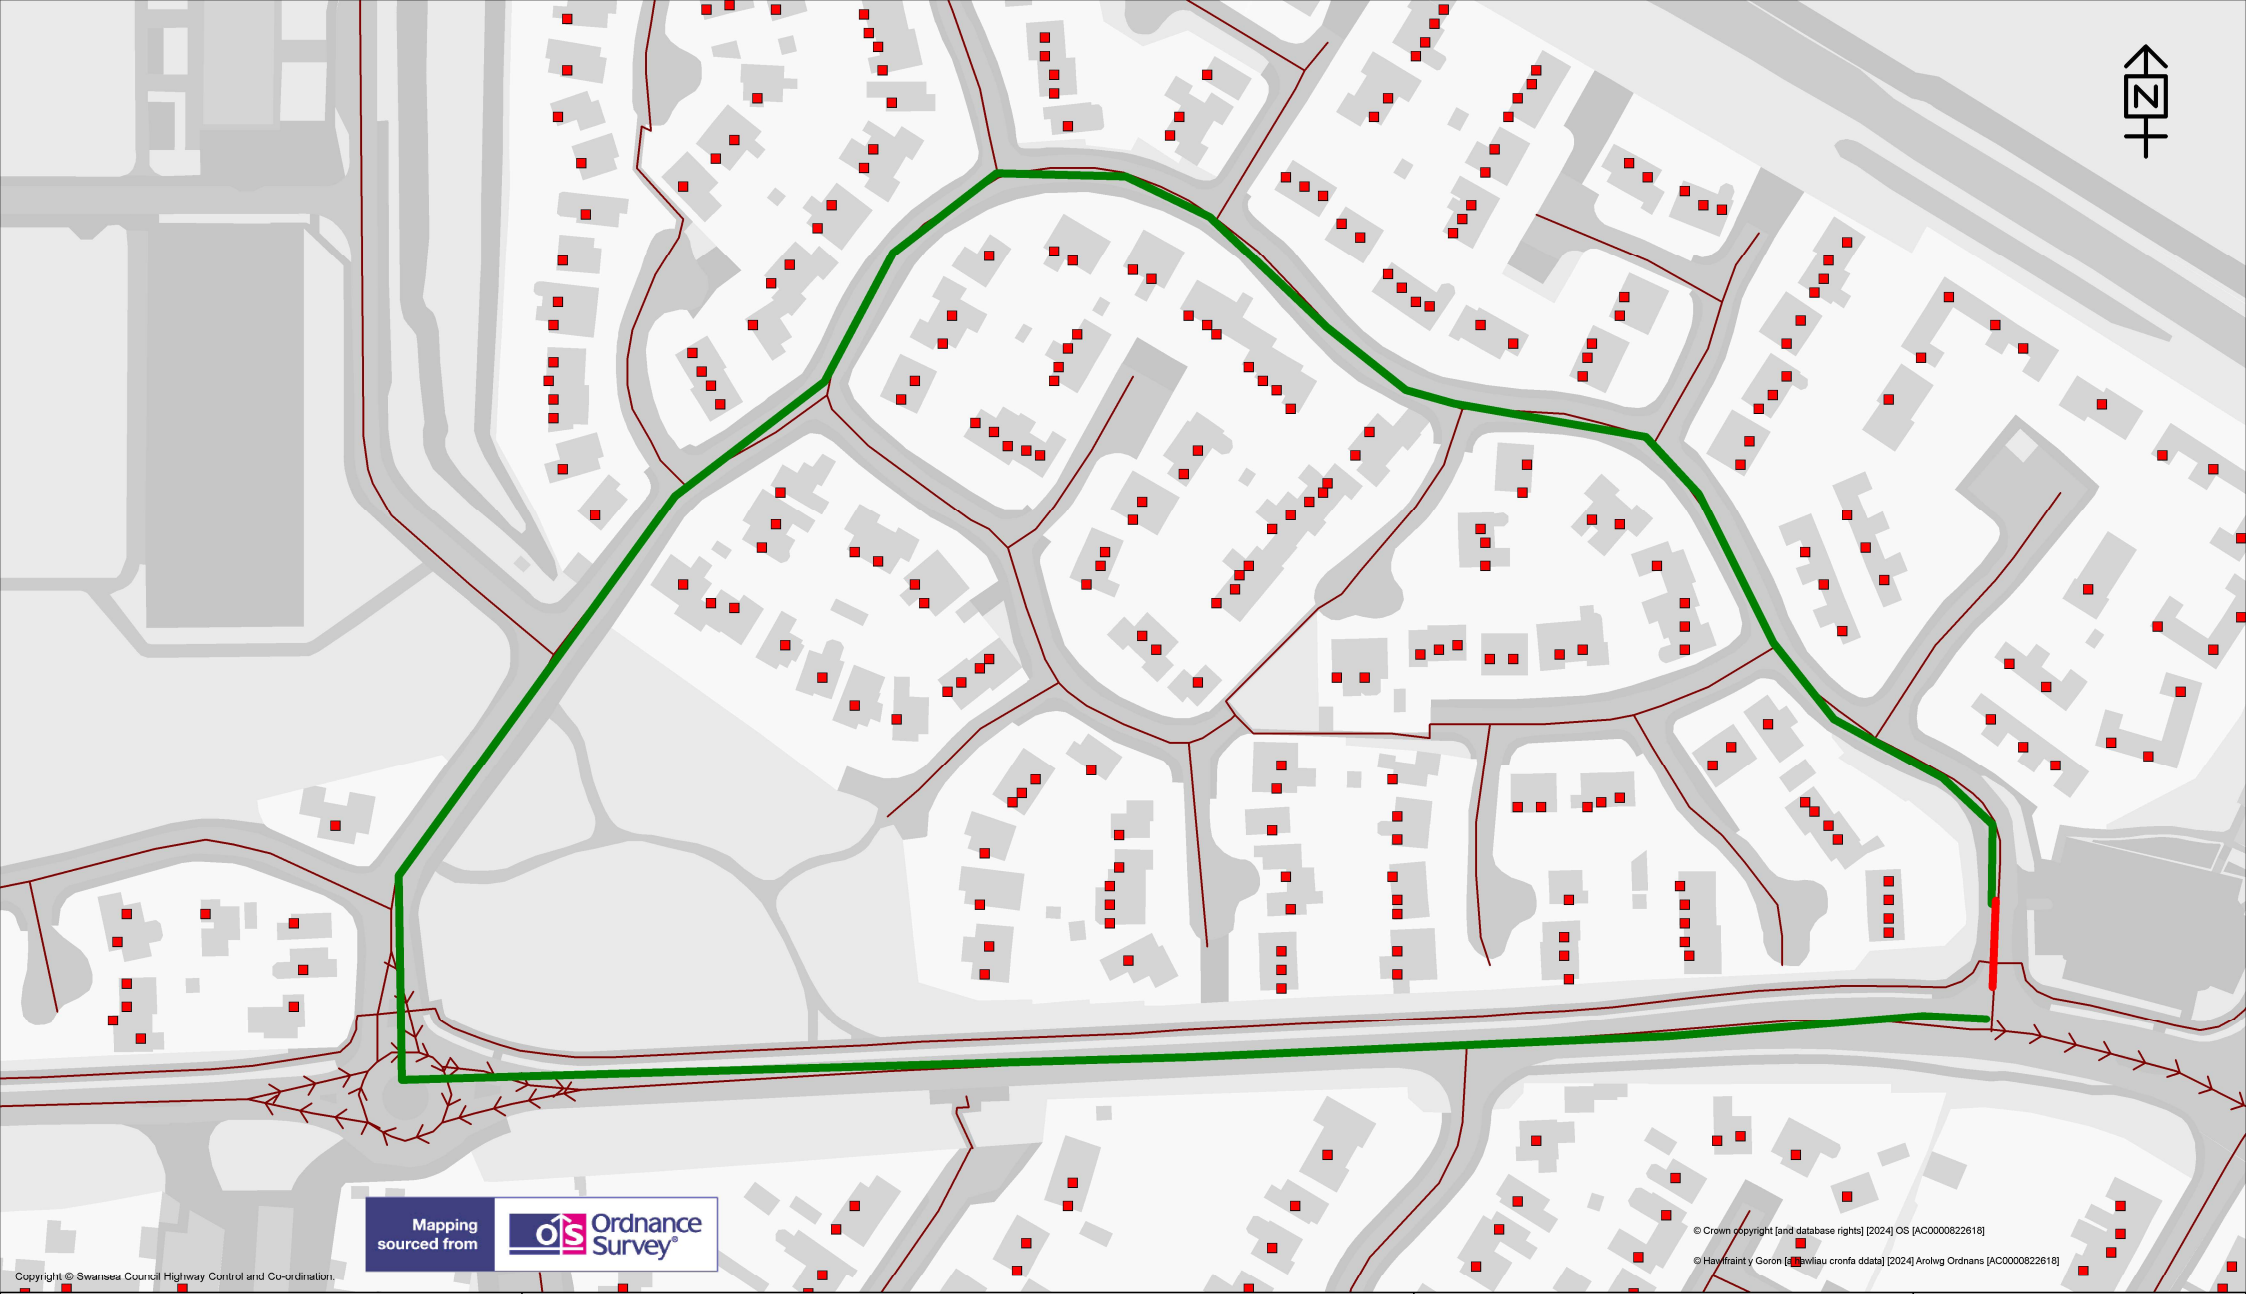 N
Mapping
sourced from
OS
Ordnance
Survey®
© Crown copyright [and database rights] [2024] OS [AC0000822618]
© Hawlfraint y Goron [a hawliau cronfa ddata] [2024] Arolwg Ordnans [AC0000822618]
Copyright © Swansea Council Highway Control and Co-ordination.